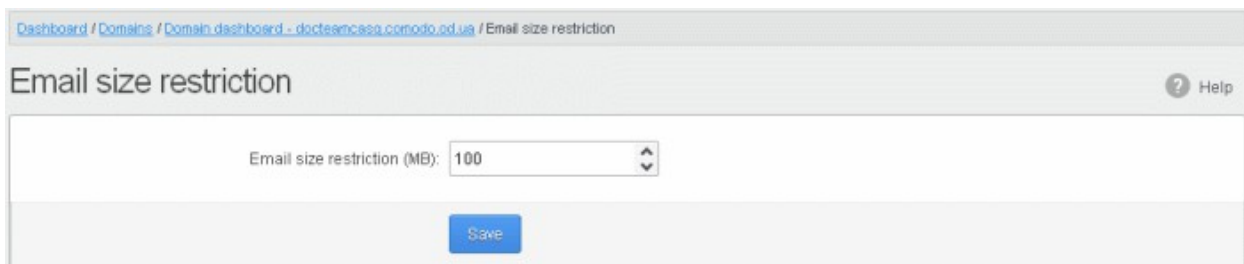 Dashboard / Domains / Domain dashboard - docteamcasg.comodo.od.ua / Email size restriction
Email size restriction
? Help
Email size restriction (MB): 100
Save